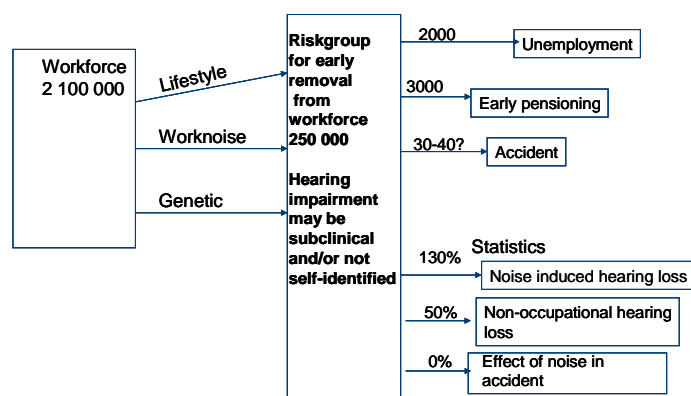 Workforce
2 100 000
Lifestyle
Worknoise
Genetic
Riskgroup
for early
removal
from
workforce
250 000
Hearing
impairment
may be
subclinical
and/or not
self-identified
2000
Unemployment
3000
Early pensioning
30-40?
Accident
Statistics
130%
Noise induced hearing loss
50%
Non-occupational hearing
loss
0%
Effect of noise in
accident